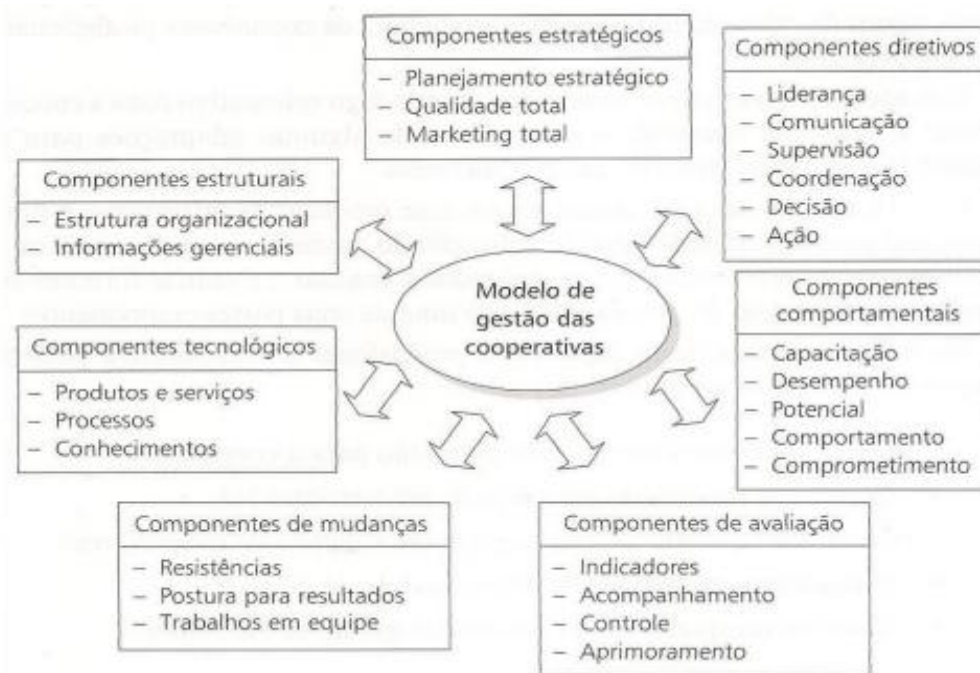 Componentes estratégicos
– Planejamento estratégico
– Qualidade total
– Marketing total
Componentes diretivos
– Liderança
– Comunicação
– Supervisão
– Coordenação
– Decisão
– Ação
Componentes estruturais
– Estrutura organizacional
– Informações gerenciais
Modelo de
gestão das
cooperativas
Componentes
comportamentais
– Capacitação
– Desempenho
– Potencial
– Comportamento
– Comprometimento
Componentes tecnológicos
– Produtos e serviços
– Processos
– Conhecimentos
Componentes de mudanças
– Resistências
– Postura para resultados
– Trabalhos em equipe
Componentes de avaliação
– Indicadores
– Acompanhamento
– Controle
– Aprimoramento